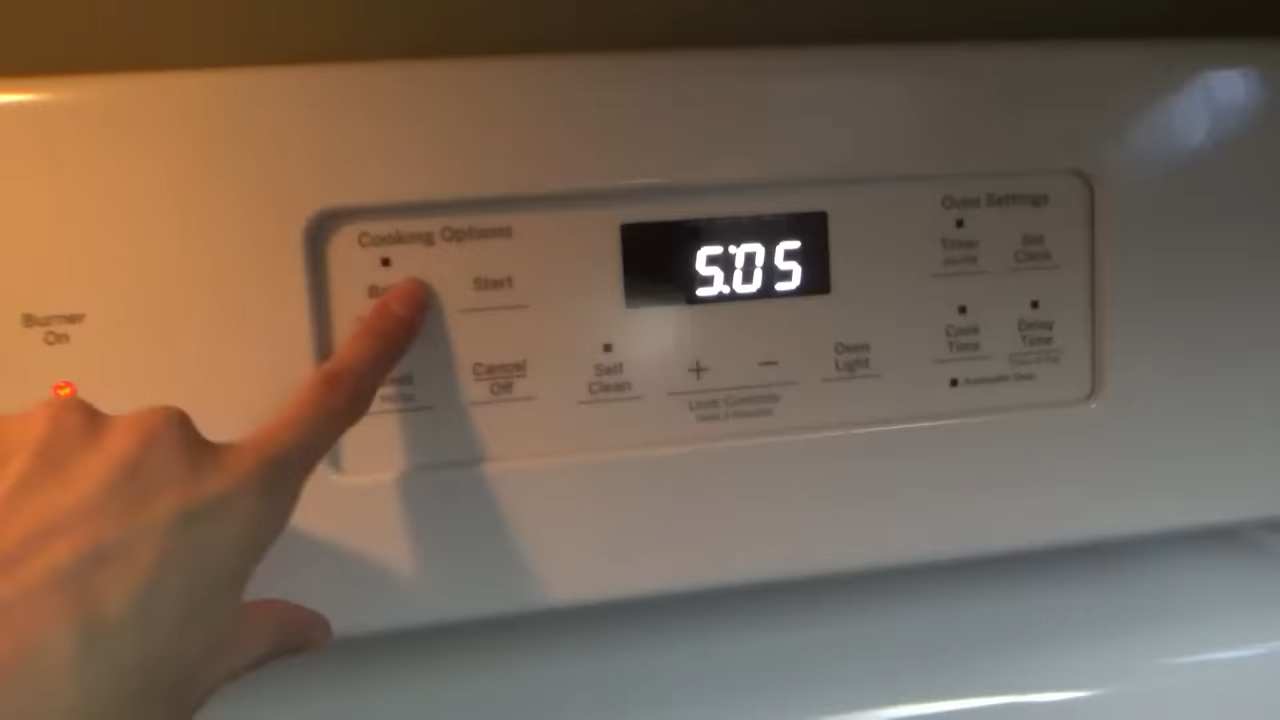 Cooking Options
Start
5:05
Oven Settings
Timer
Set
Clock
Burner
On
Cancel
Off
Self
Clean
+ −
Oven
Light
Cook
Time
Delay
Time